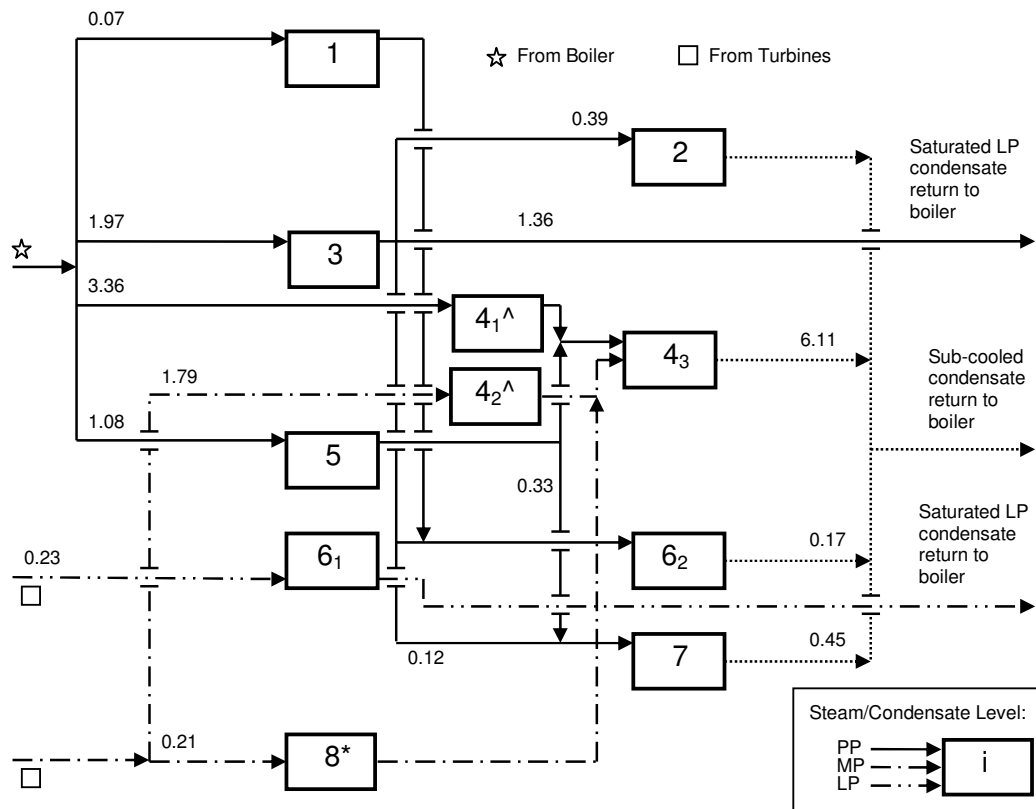 0.07
1
From Boiler
From Turbines
0.39
2
Saturated LP
condensate
return to
boiler
1.97
3
1.36
3.36
4₁^
4₃
6.11
Sub-cooled
condensate
return to
boiler
1.79
4₂^
1.08
5
0.33
Saturated LP
condensate
return to
boiler
0.23
6₁
6₂
0.17
0.12
7
0.45
0.21
8*
Steam/Condensate Level:
PP
MP
LP
i